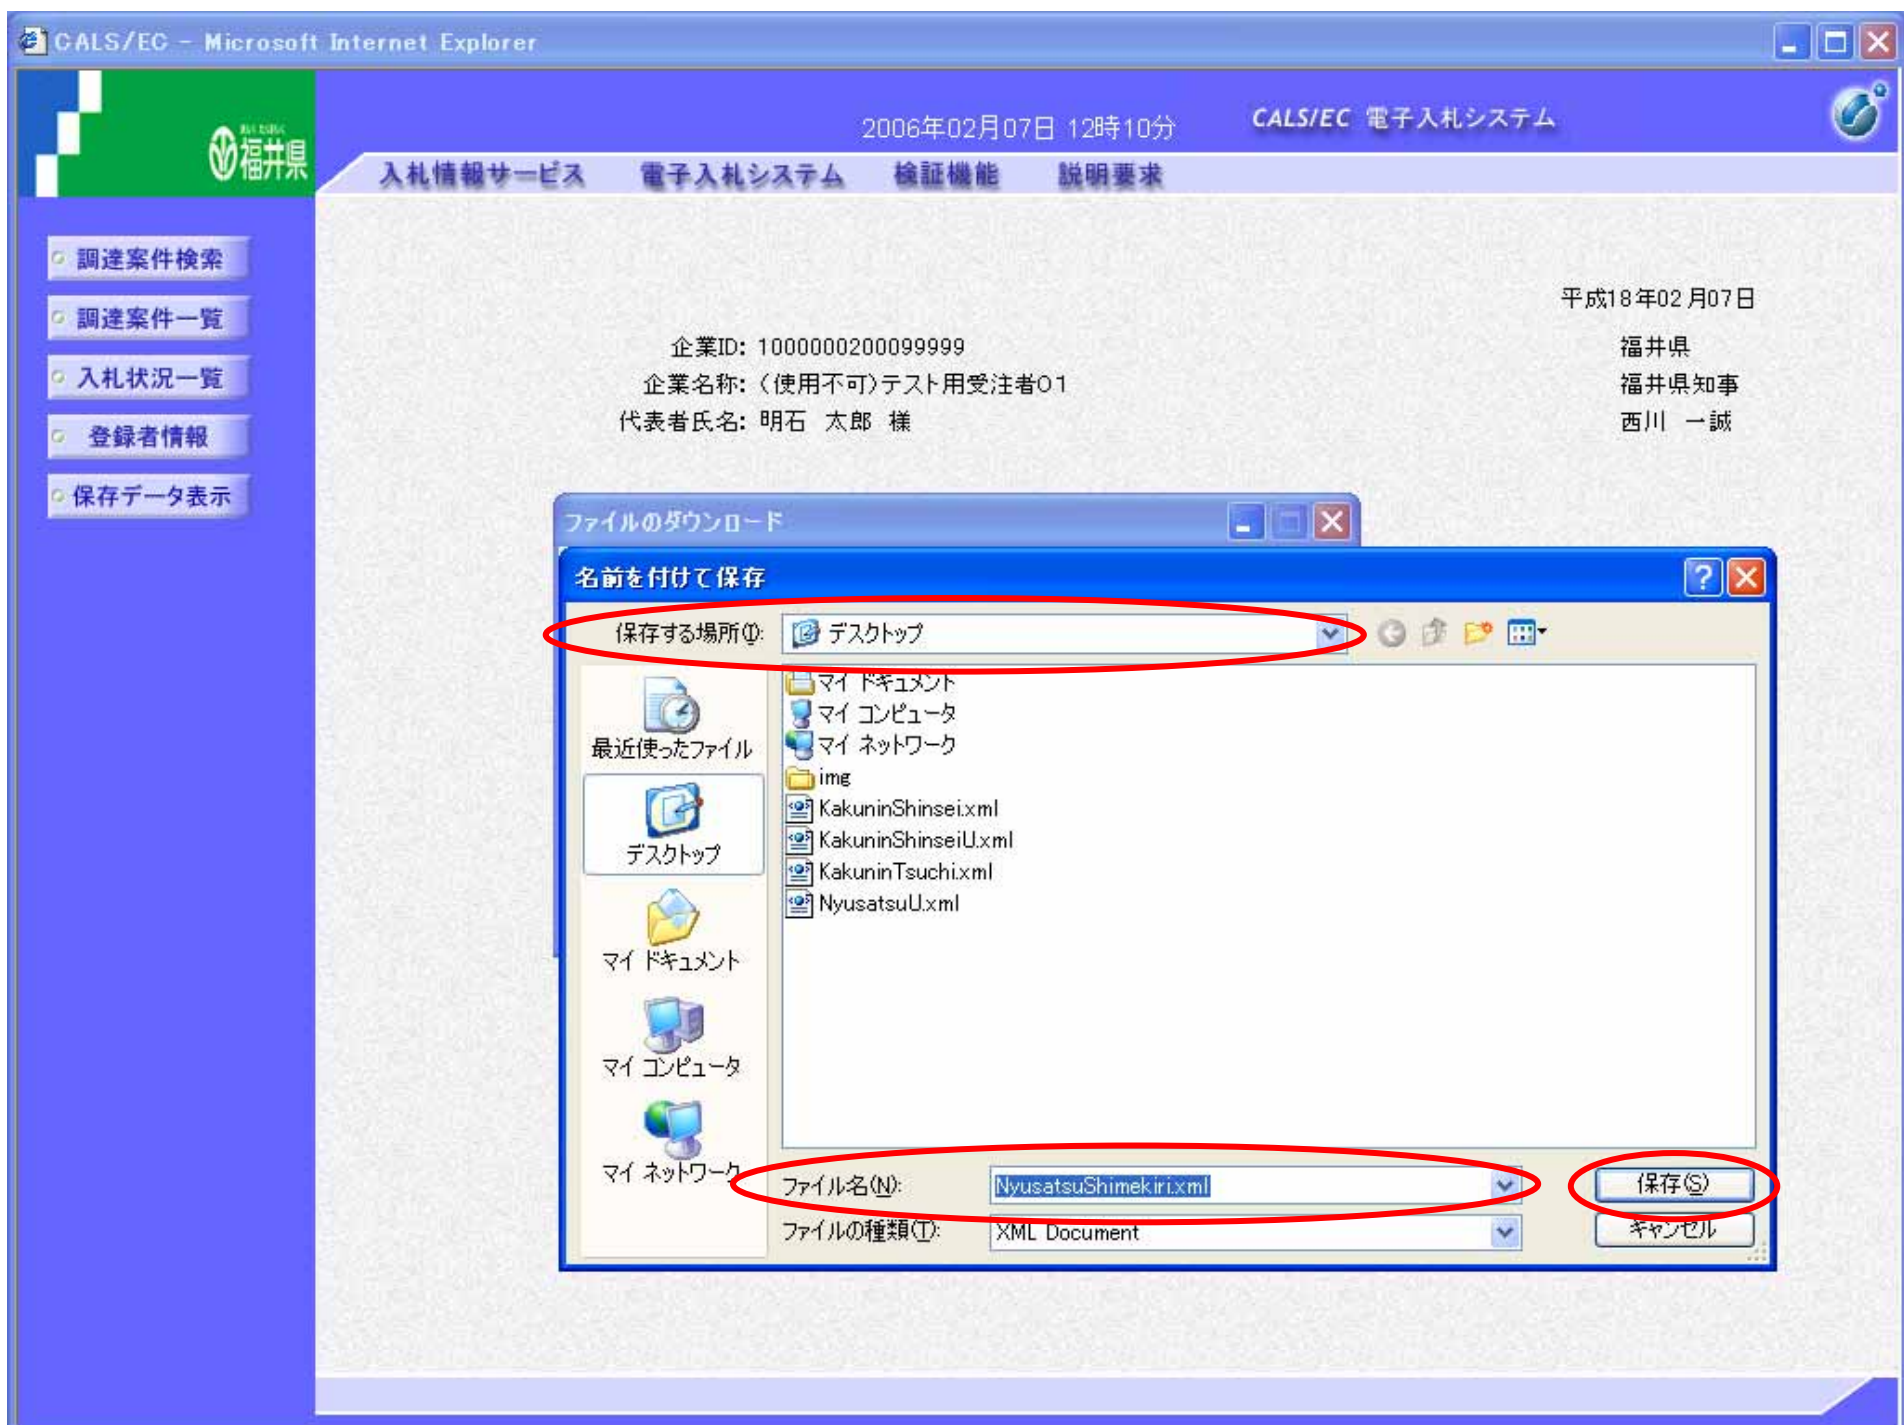 CALS/EC - Microsoft Internet Explorer
福井県
2006年02月07日 12時10分
CALS/EC 電子入札システム
入札情報サービス 電子入札システム 検証機能 説明要求
調達案件検索
調達案件一覧
入札状況一覧
登録者情報
保存データ表示
平成18年02月07日
企業ID: 1000000200099999
福井県
企業名称: (使用不可)テスト用受注者01
福井県知事
代表者氏名: 明石 太郎 様
西川 一誠
ファイルのダウンロード
名前を付けて保存
保存する場所(I):
デスクトップ
最近使ったファイル
デスクトップ
マイ ドキュメント
マイ コンピュータ
マイ ネットワーク
マイ ドキュメント
マイ コンピュータ
マイ ネットワーク
img
KakuninShinsei.xml
KakuninShinseiU.xml
KakuninTsuchi.xml
NyusatsuU.xml
ファイル名(N):
NyusatsuShimekiri.xml
保存(S)
ファイルの種類(T):
XML Document
キャンセル